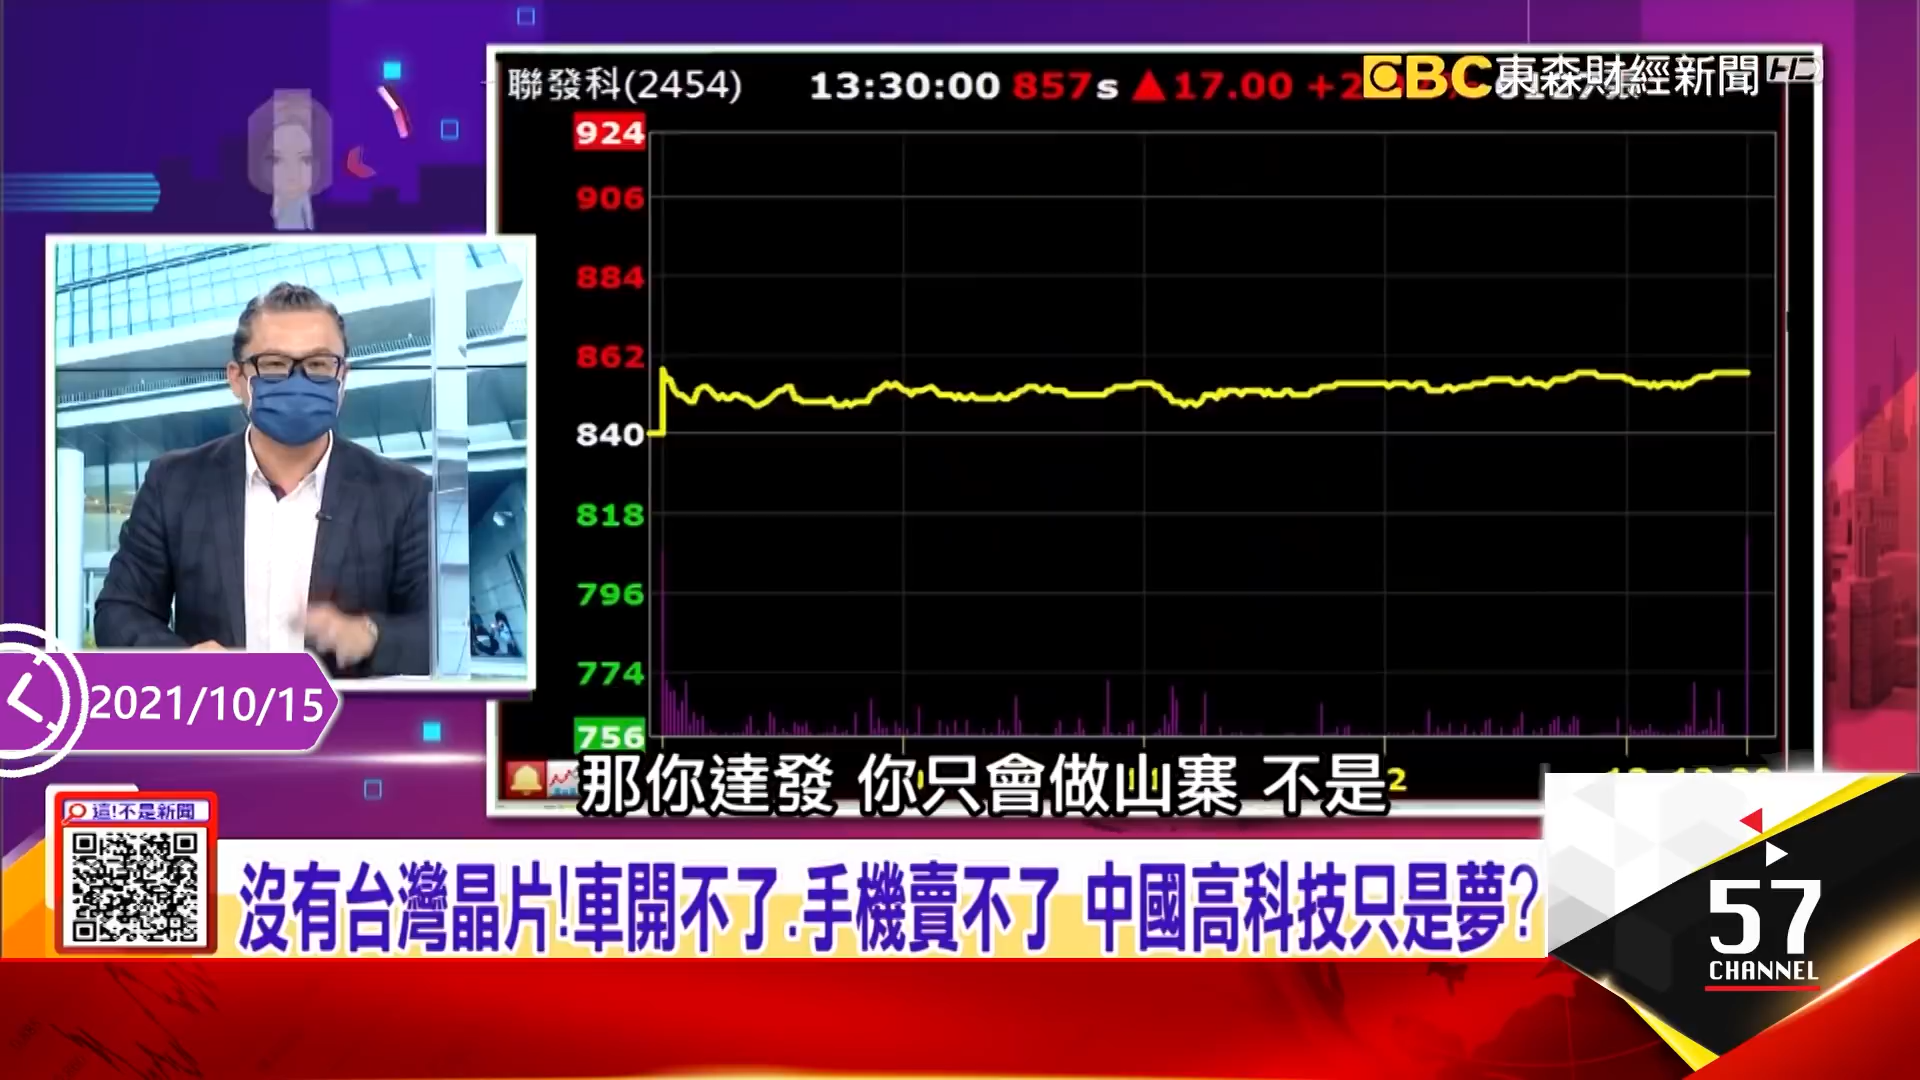 聯發科(2454) 13:30:00 857s ▲17.00
EBC東森財經新聞HD
924
906
884
862
840
818
796
774
756
2021/10/15
那你達發 你只會做山寨 不是
這!不是新聞
沒有台灣晶片!車開不了.手機賣不了 中國高科技只是夢?
57
CHANNEL